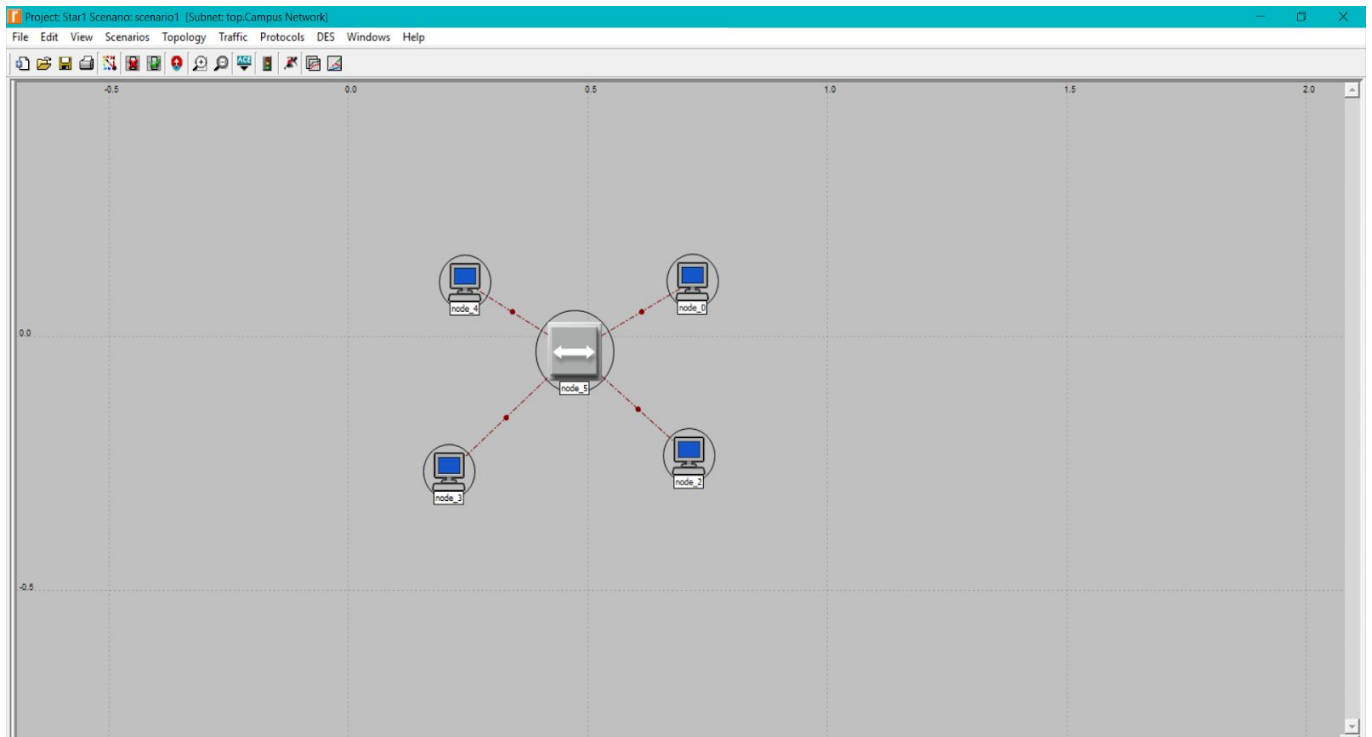 Project: Star1 Scenario: scenario1 [Subnet: top.Campus Network]
File Edit View Scenarios Topology Traffic Protocols DES Windows Help
ACE
-0.5 0.0 0.5 1.0 1.5 2.0
node_4 node_0
0.0
node_5
node_2
node_3
-0.5